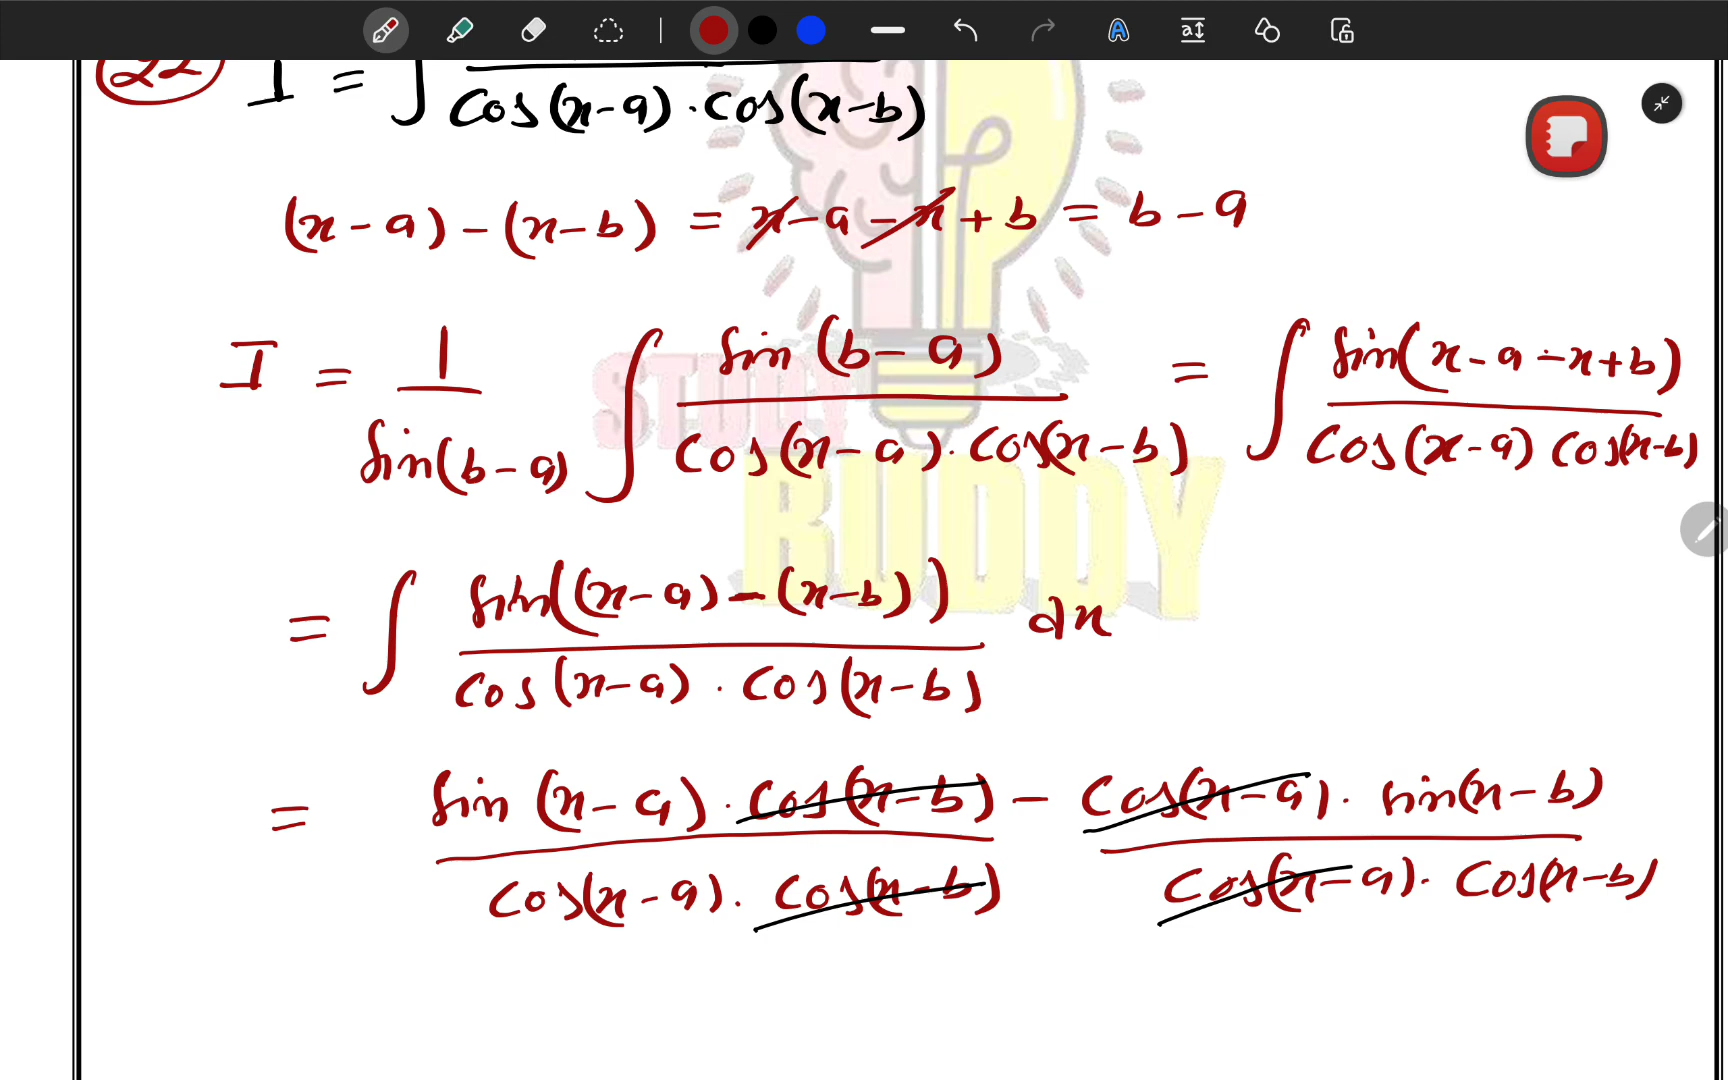 22 I = ∫ ――― / cos(x-a)·cos(x-b)
(x-a)-(x-b) = x-a-x+b = b-a
I = 1/sin(b-a) ∫ sin(b-a)/cos(x-a)·cos(x-b) = ∫ sin(x-a-x+b)/cos(x-a) cos(x-b)
= ∫ sin((x-a)-(x-b))/cos(x-a)·cos(x-b) dx
= sin(x-a)·cos(x-b)/cos(x-a)·cos(x-b) - cos(x-a)·sin(x-b)/cos(x-a)·cos(x-b)
STUDY
BUDDY